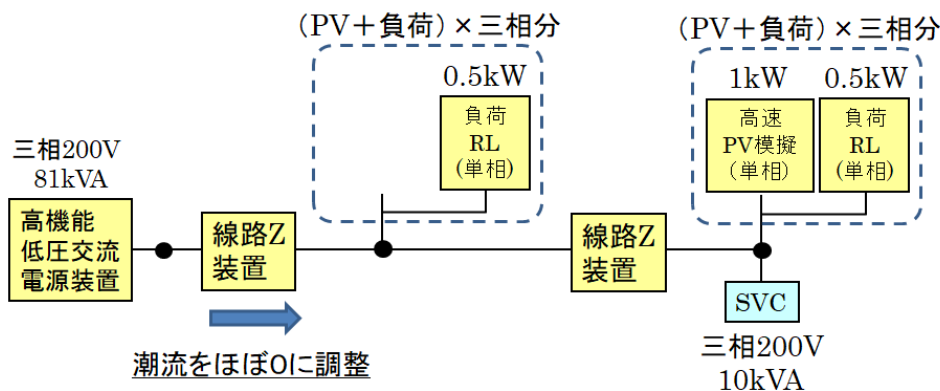 (PV＋負荷)×三相分
(PV＋負荷)×三相分
0.5kW
1kW
0.5kW
負荷
RL
(単相)
高速
PV模擬
(単相)
負荷
RL
(単相)
三相200V
81kVA
高機能
低圧交流
電源装置
線路Z
装置
線路Z
装置
SVC
潮流をほぼ0に調整
三相200V
10kVA